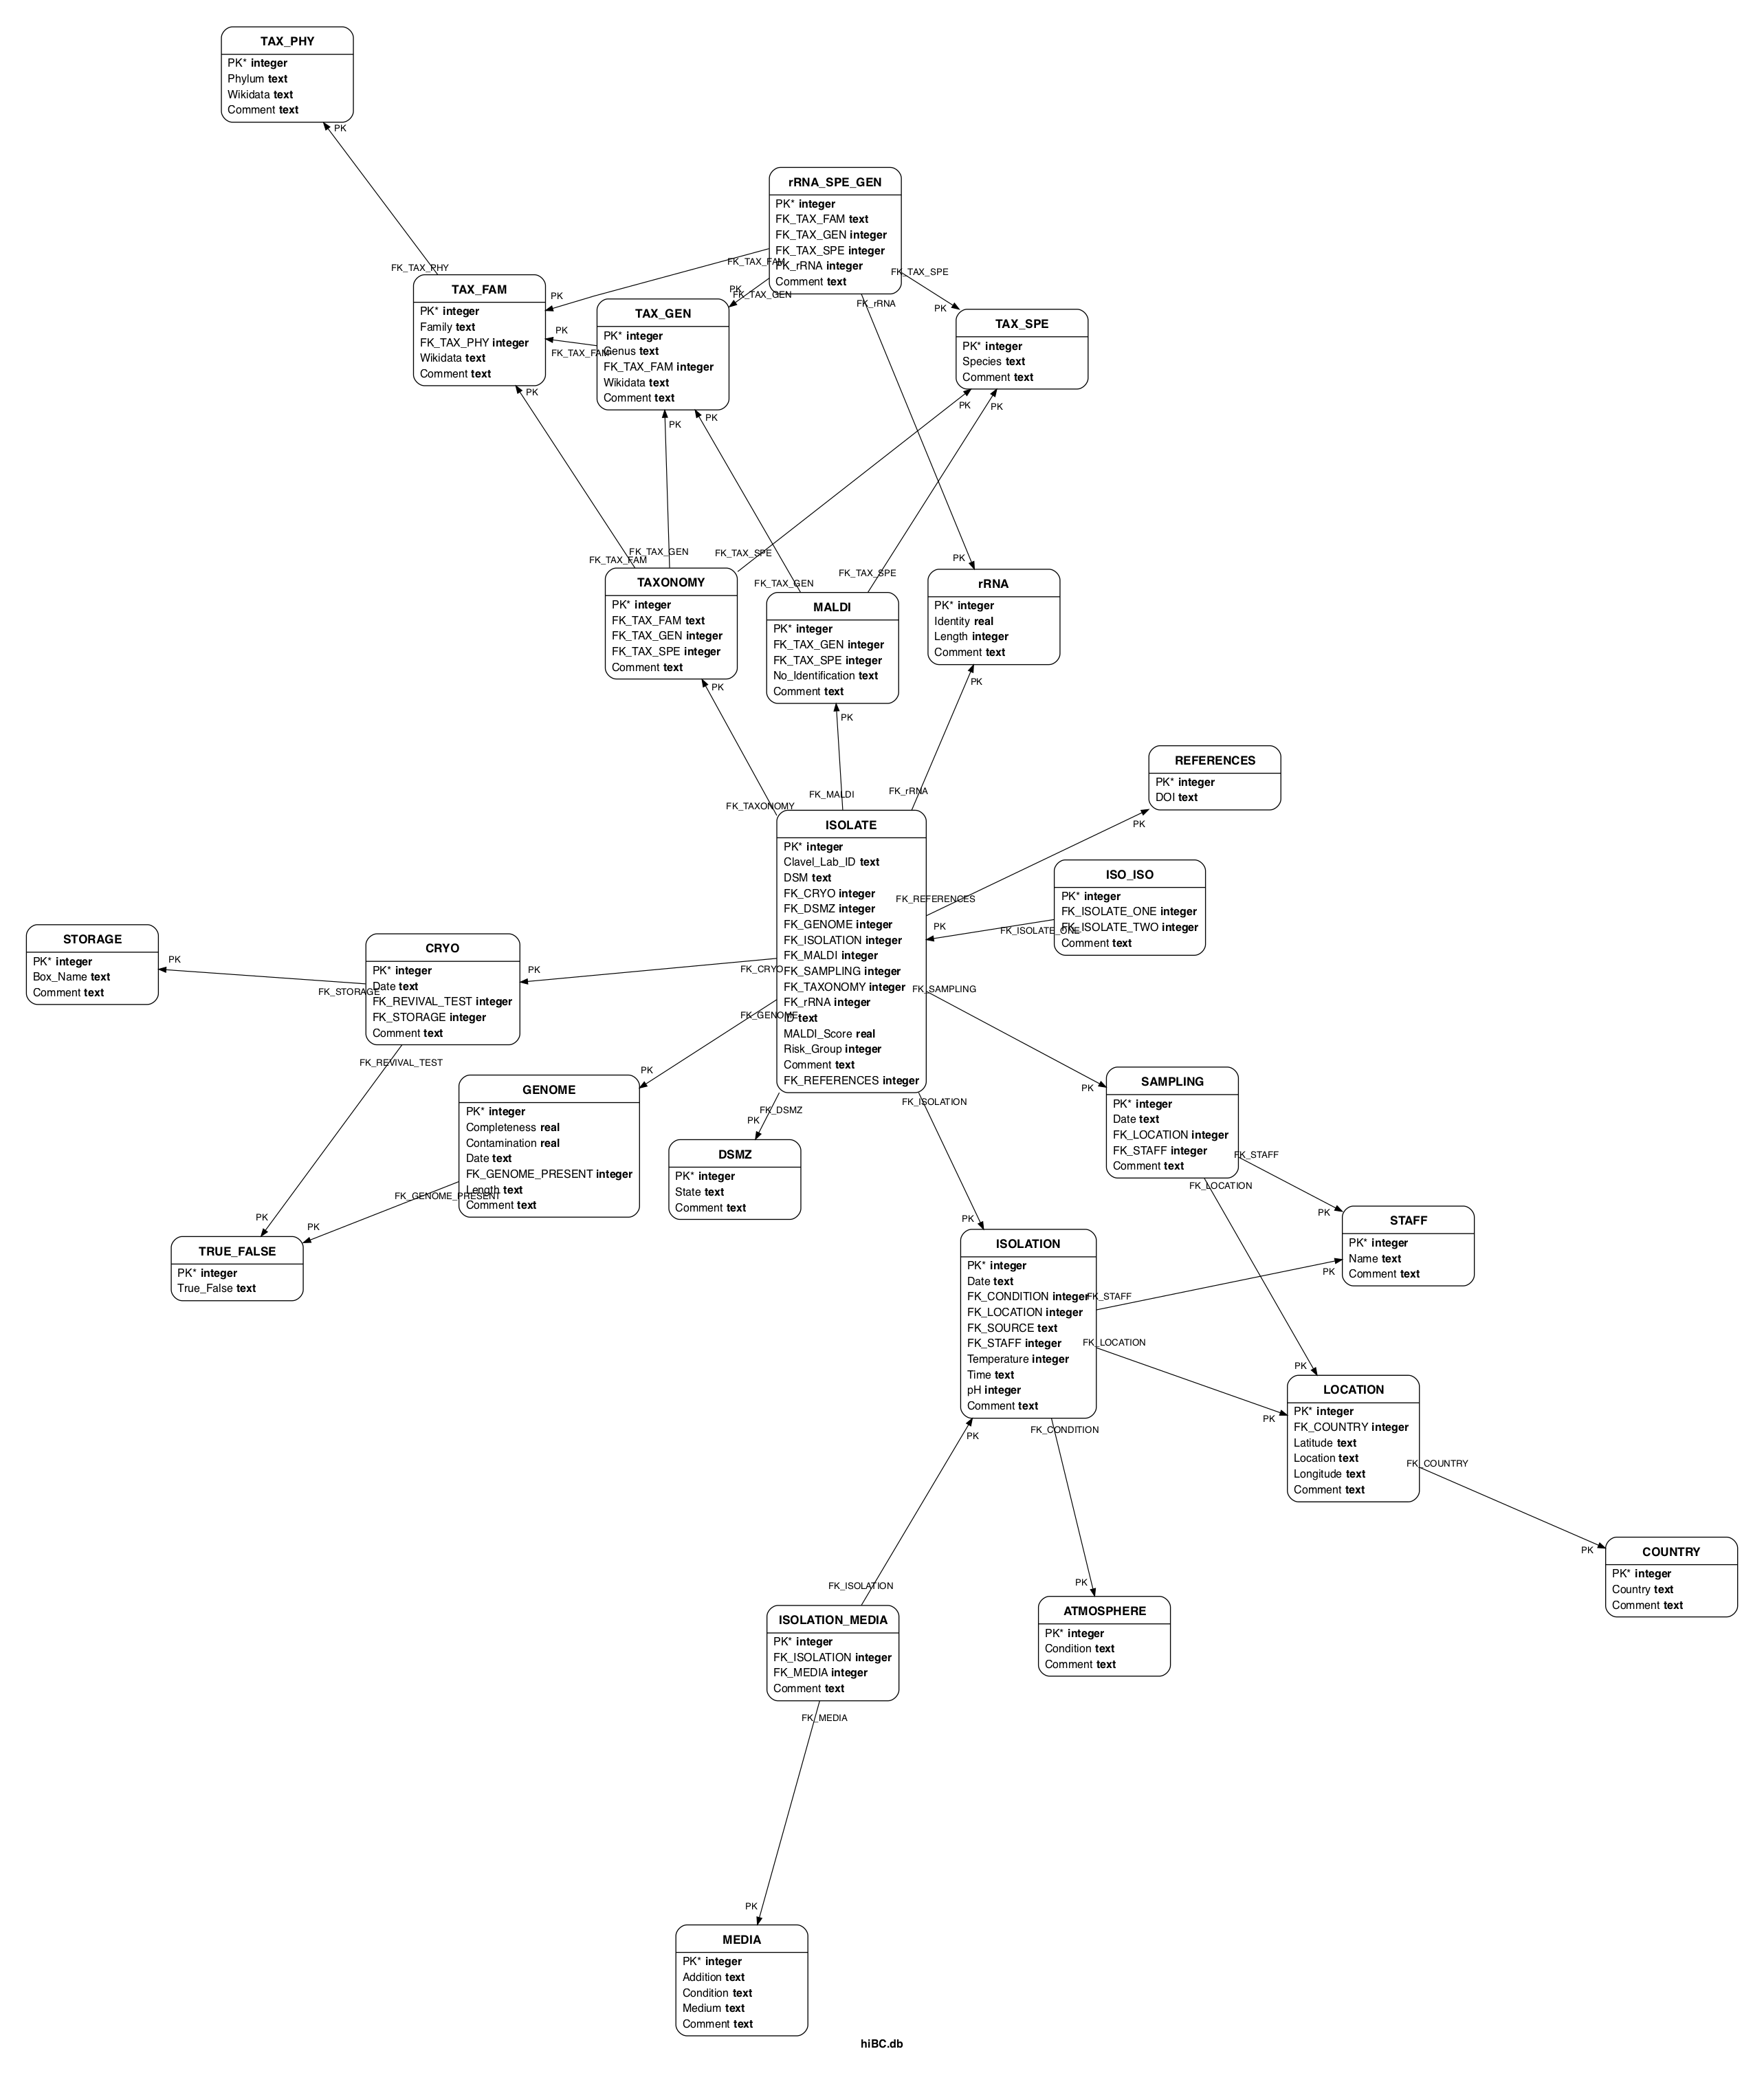 TAX_PHY
PK* integer
Phylum text
Wikidata text
Comment text
PK
rRNA_SPE_GEN
PK* integer
FK_TAX_FAM text
FK_TAX_GEN integer
FK_TAX_SPE integer
FK_rRNA integer
Comment text
FK_TAX_FAM
PK
FK_TAX_GEN
PK
FK_TAX_SPE
PK
FK_rRNA
PK
FK_TAX_PHY
TAX_FAM
PK* integer
Family text
FK_TAX_PHY integer
Wikidata text
Comment text
PK
FK_TAX_FAM
PK
TAX_GEN
PK* integer
Genus text
FK_TAX_FAM integer
Wikidata text
Comment text
PK
PK
TAX_SPE
PK* integer
Species text
Comment text
PK
PK
FK_TAX_FAM
FK_TAX_GEN
FK_TAX_SPE
TAXONOMY
PK* integer
FK_TAX_FAM text
FK_TAX_GEN integer
FK_TAX_SPE integer
Comment text
PK
FK_TAX_GEN
FK_TAX_SPE
MALDI
PK* integer
FK_TAX_GEN integer
FK_TAX_SPE integer
No_Identification text
Comment text
PK
rRNA
PK* integer
Identity real
Length integer
Comment text
PK
REFERENCES
PK* integer
DOI text
PK
FK_TAXONOMY
FK_MALDI
FK_rRNA
ISOLATE
PK* integer
Clavel_Lab_ID text
DSM text
FK_CRYO integer
FK_DSMZ integer
FK_GENOME integer
FK_ISOLATION integer
FK_MALDI integer
FK_SAMPLING integer
FK_TAXONOMY integer
FK_rRNA integer
ID text
MALDI_Score real
Risk_Group integer
Comment text
FK_REFERENCES integer
FK_REFERENCES
PK
FK_ISOLATE_ONE
ISO_ISO
PK* integer
FK_ISOLATE_ONE integer
FK_ISOLATE_TWO integer
Comment text
FK_SAMPLING
PK
FK_CRYO
PK
FK_GENOME
PK
FK_DSMZ
PK
FK_ISOLATION
PK
STORAGE
PK* integer
Box_Name text
Comment text
PK
FK_STORAGE
CRYO
PK* integer
Date text
FK_REVIVAL_TEST integer
FK_STORAGE integer
Comment text
FK_REVIVAL_TEST
PK
GENOME
PK* integer
Completeness real
Contamination real
Date text
FK_GENOME_PRESENT integer
Length text
Comment text
FK_GENOME_PRESENT
PK
TRUE_FALSE
PK* integer
True_False text
DSMZ
PK* integer
State text
Comment text
SAMPLING
PK* integer
Date text
FK_LOCATION integer
FK_STAFF integer
Comment text
FK_STAFF
PK
FK_LOCATION
PK
STAFF
PK* integer
Name text
Comment text
PK
ISOLATION
PK* integer
Date text
FK_CONDITION integer
FK_LOCATION integer
FK_SOURCE text
FK_STAFF integer
Temperature integer
Time text
pH integer
Comment text
FK_STAFF
FK_LOCATION
PK
PK
FK_CONDITION
PK
LOCATION
PK* integer
FK_COUNTRY integer
Latitude text
Location text
Longitude text
Comment text
FK_COUNTRY
PK
COUNTRY
PK* integer
Country text
Comment text
ATMOSPHERE
PK* integer
Condition text
Comment text
FK_ISOLATION
ISOLATION_MEDIA
PK* integer
FK_ISOLATION integer
FK_MEDIA integer
Comment text
FK_MEDIA
PK
MEDIA
PK* integer
Addition text
Condition text
Medium text
Comment text
hiBC.db